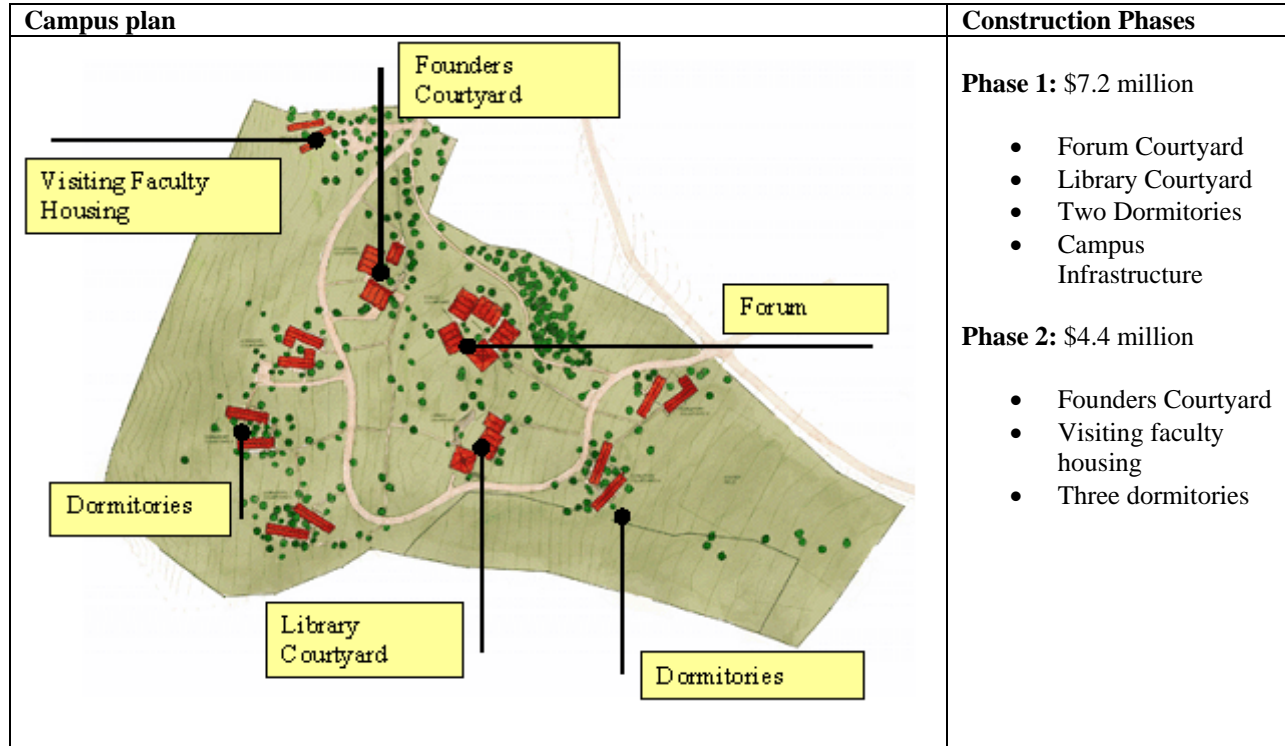 Campus plan
Construction Phases
Founders
Courtyard
Visiting Faculty
Housing
Forum
Dormitories
Library
Courtyard
Dormitories
Phase 1: $7.2 million
• Forum Courtyard
• Library Courtyard
• Two Dormitories
• Campus
Infrastructure
Phase 2: $4.4 million
• Founders Courtyard
• Visiting faculty
housing
• Three dormitories